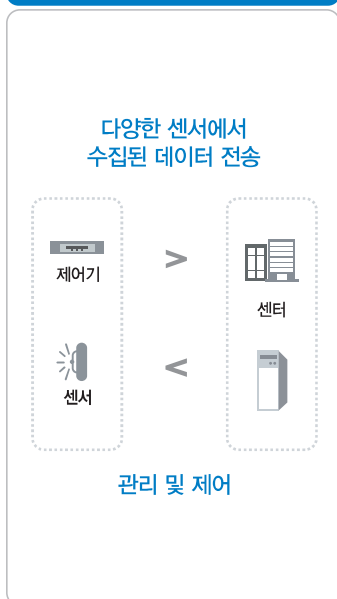 다양한 센서에서
수집된 데이터 전송
제어기
>
센터
센서
<
관리 및 제어